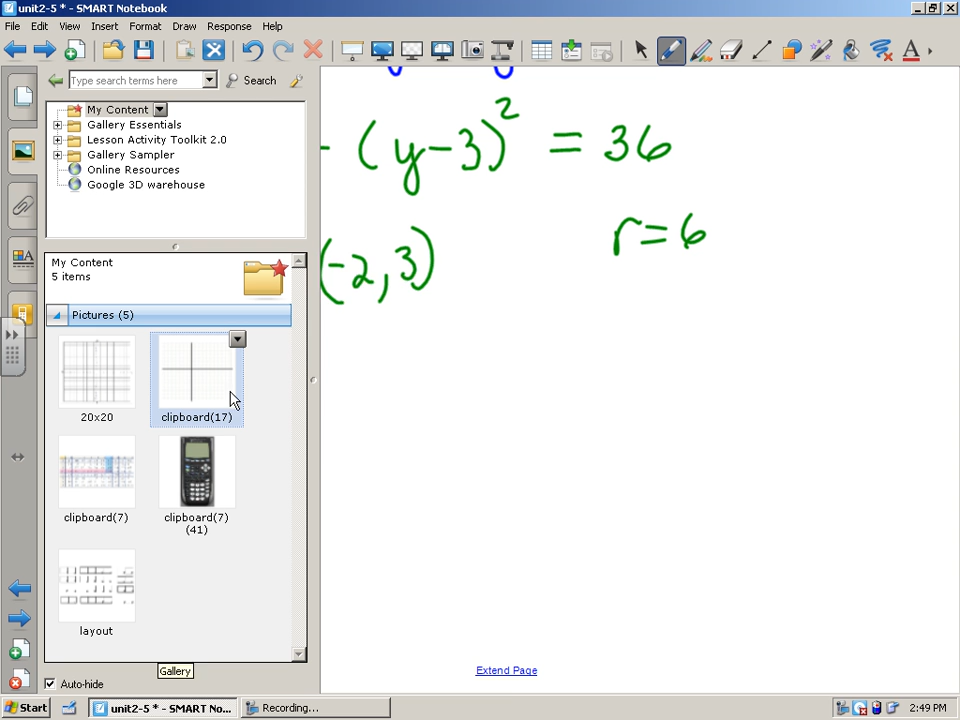 unit2-5 * - SMART Notebook
File Edit View Insert Format Draw Response Help
Type search terms here Search
My Content
Gallery Essentials
Lesson Activity Toolkit 2.0
Gallery Sampler
Online Resources
Google 3D warehouse
My Content
5 items
Pictures (5)
20x20
clipboard(17)
clipboard(7)
clipboard(7)
(41)
layout
Gallery
Auto-hide
- (y-3)² = 36
(-2, 3)
r=6
Extend Page
Start unit2-5 * - SMART No... Recording... 2:49 PM